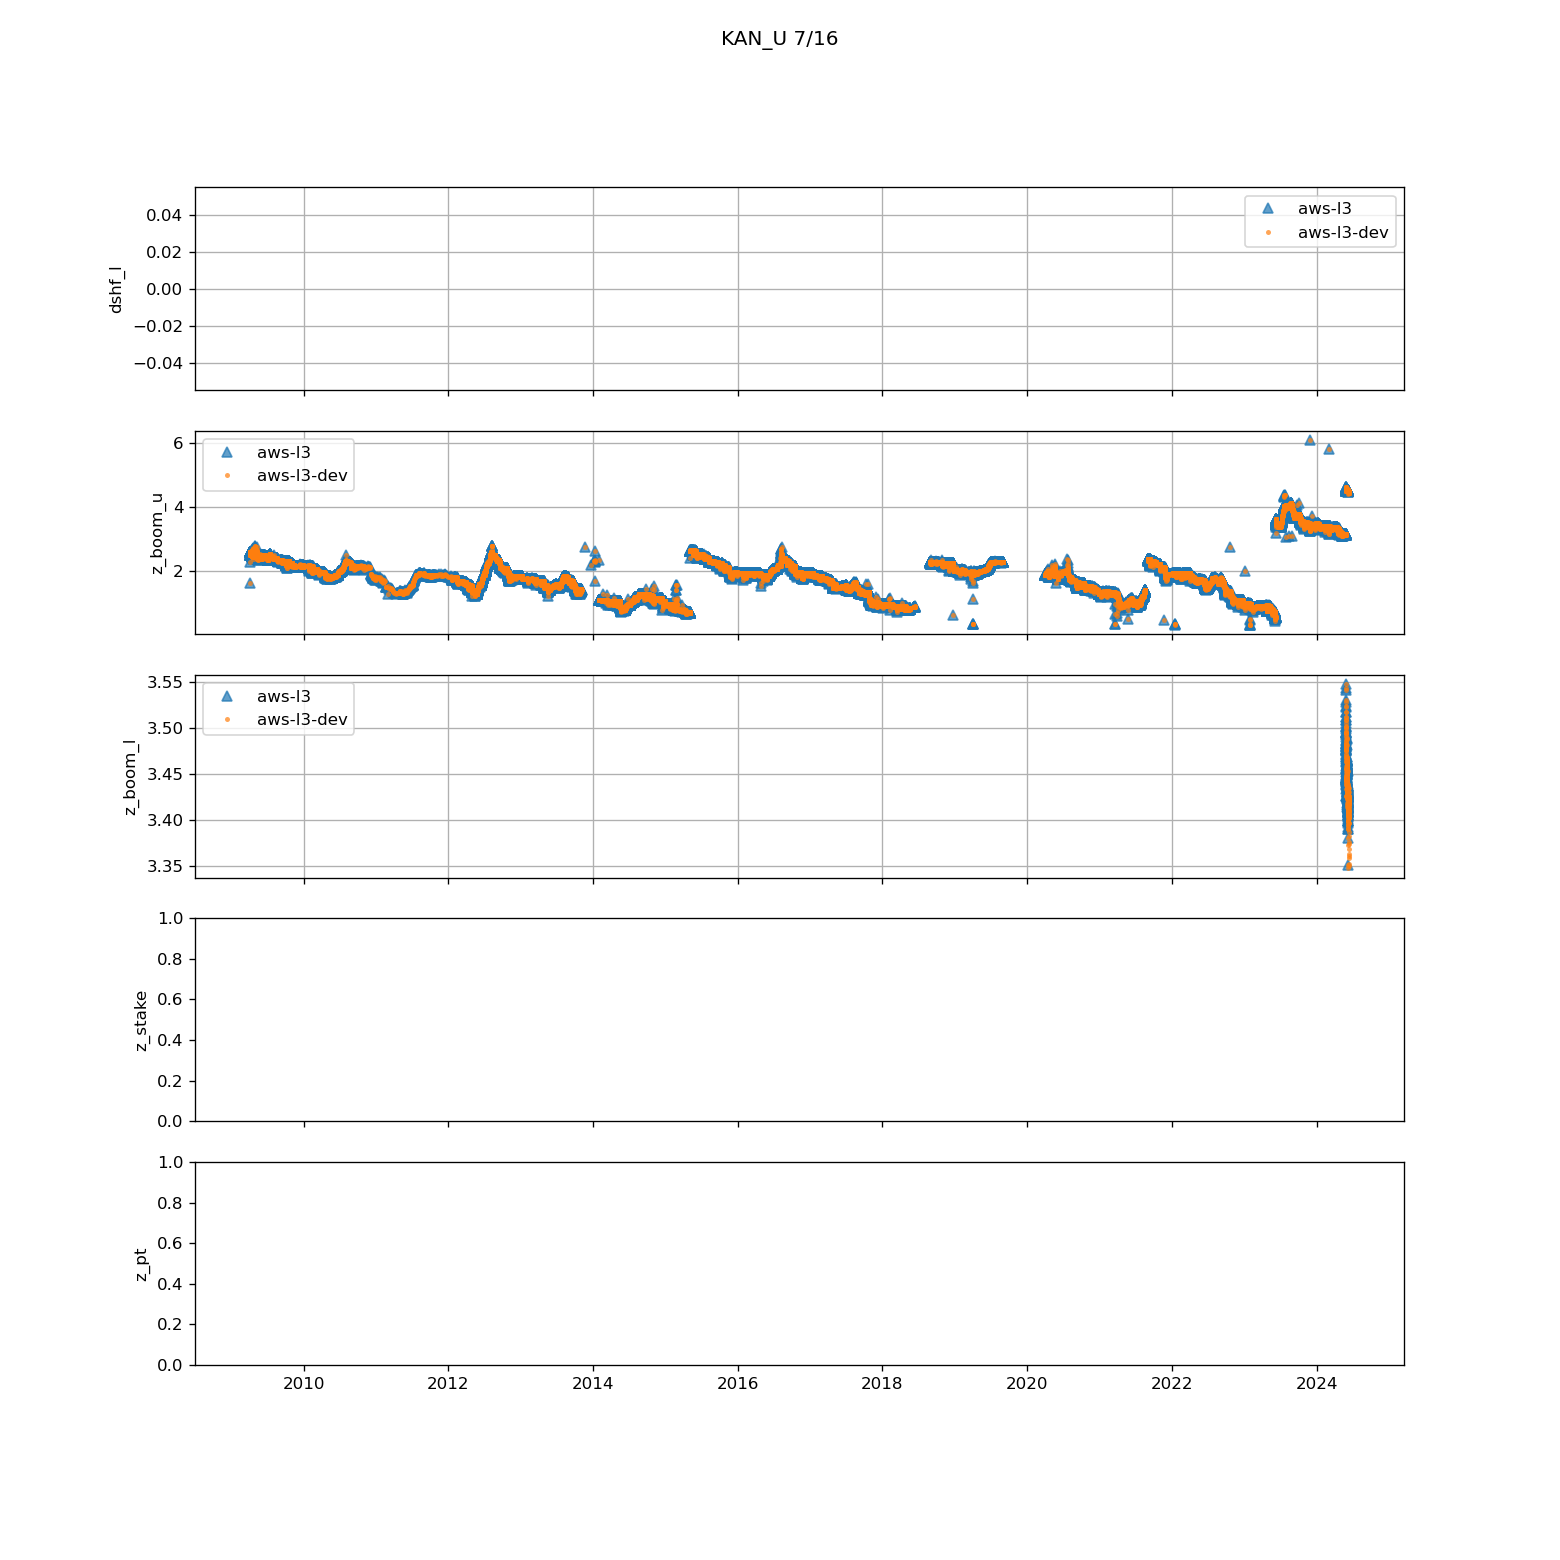 KAN_U 7/16
dshf_l
0.04
0.02
0.00
−0.02
−0.04
aws-l3
aws-l3-dev
z_boom_u
6
4
2
aws-l3
aws-l3-dev
z_boom_l
3.55
3.50
3.45
3.40
3.35
aws-l3
aws-l3-dev
z_stake
1.0
0.8
0.6
0.4
0.2
0.0
z_pt
1.0
0.8
0.6
0.4
0.2
0.0
2010 2012 2014 2016 2018 2020 2022 2024